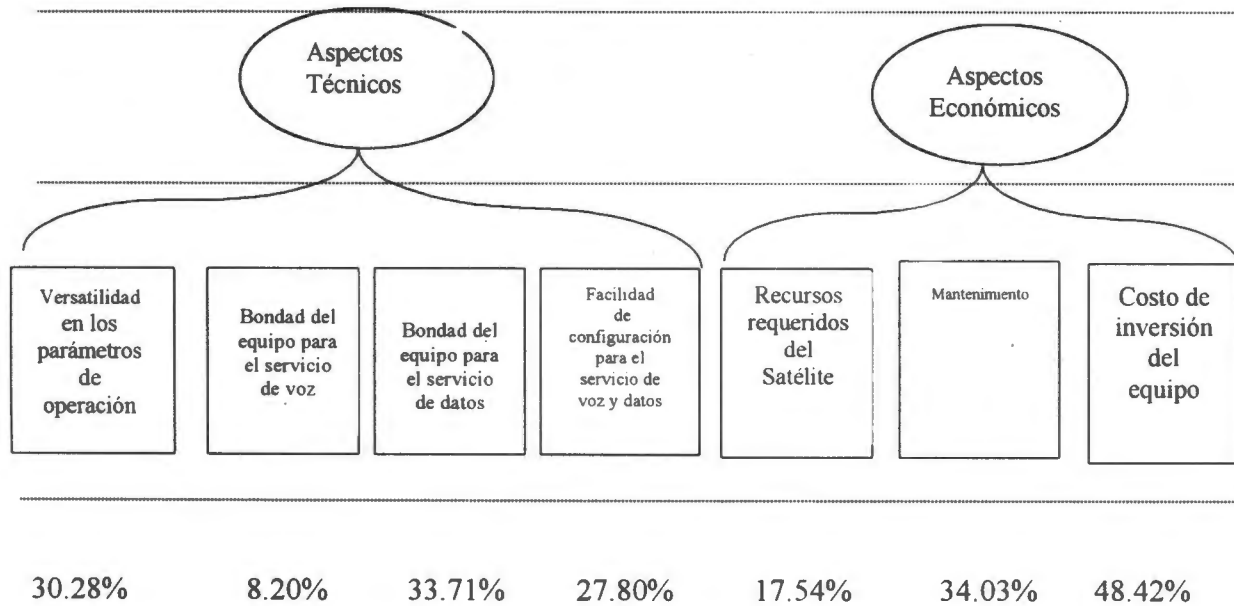 Aspectos
Técnicos
Aspectos
Económicos
Versatilidad
en los
parámetros
de
operación
Bondad del
equipo para
el servicio
de voz
Bondad del
equipo para
el servicio
de datos
Facilidad
de
configuración
para el
servicio de
voz y datos
Recursos
requeridos
del
Satélite
Mantenimiento
Costo de
inversión
del
equipo
30.28% 8.20% 33.71% 27.80% 17.54% 34.03% 48.42%